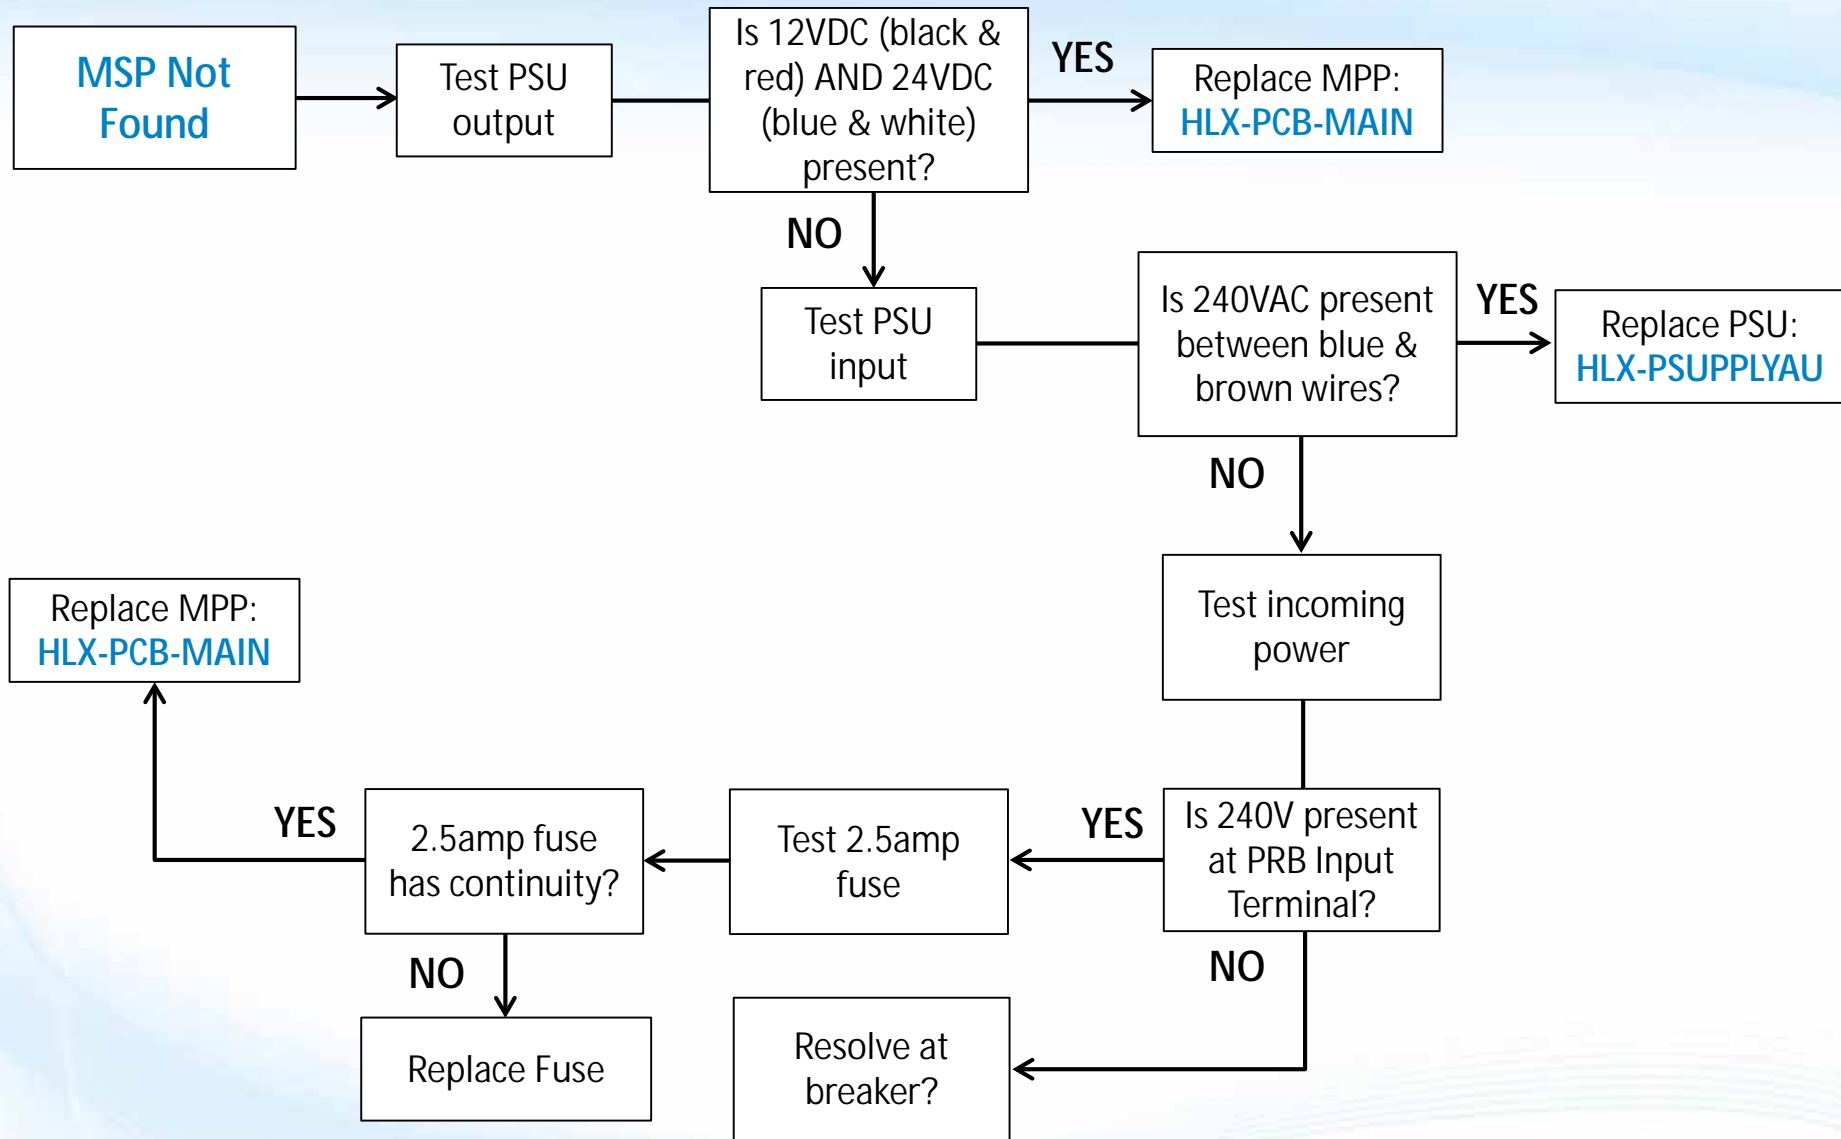 MSP Not
Found
Test PSU
output
Is 12VDC (black &
red) AND 24VDC
(blue & white)
present?
YES
Replace MPP:
HLX-PCB-MAIN
NO
Test PSU
input
Is 240VAC present
between blue &
brown wires?
YES
Replace PSU:
HLX-PSUPPLYAU
NO
Test incoming
power
Is 240V present
at PRB Input
Terminal?
YES
Test 2.5amp
fuse
2.5amp fuse
has continuity?
YES
Replace MPP:
HLX-PCB-MAIN
NO
Replace Fuse
NO
Resolve at
breaker?